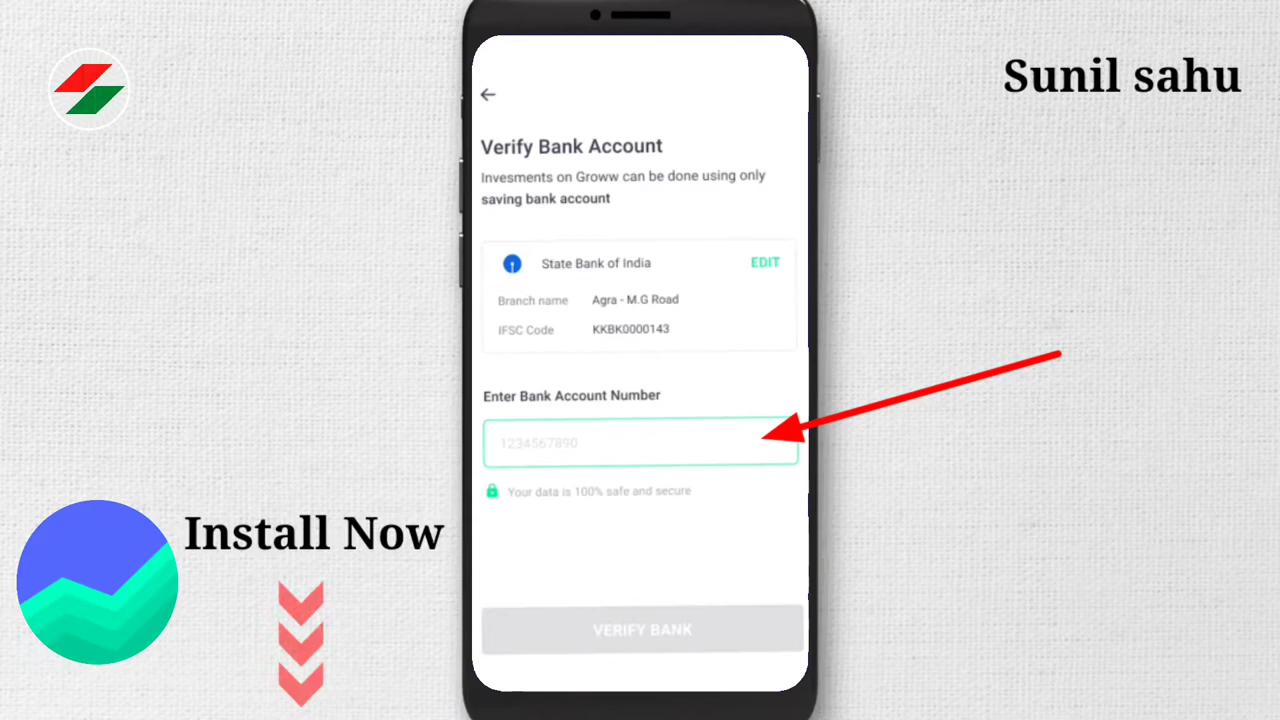 Sunil sahu
Verify Bank Account
Invesments on Groww can be done using only
saving bank account
State Bank of India
EDIT
Branch name Agra - M.G Road
IFSC Code KKBK0000143
Enter Bank Account Number
1234567890
Your data is 100% safe and secure
Install Now
VERIFY BANK